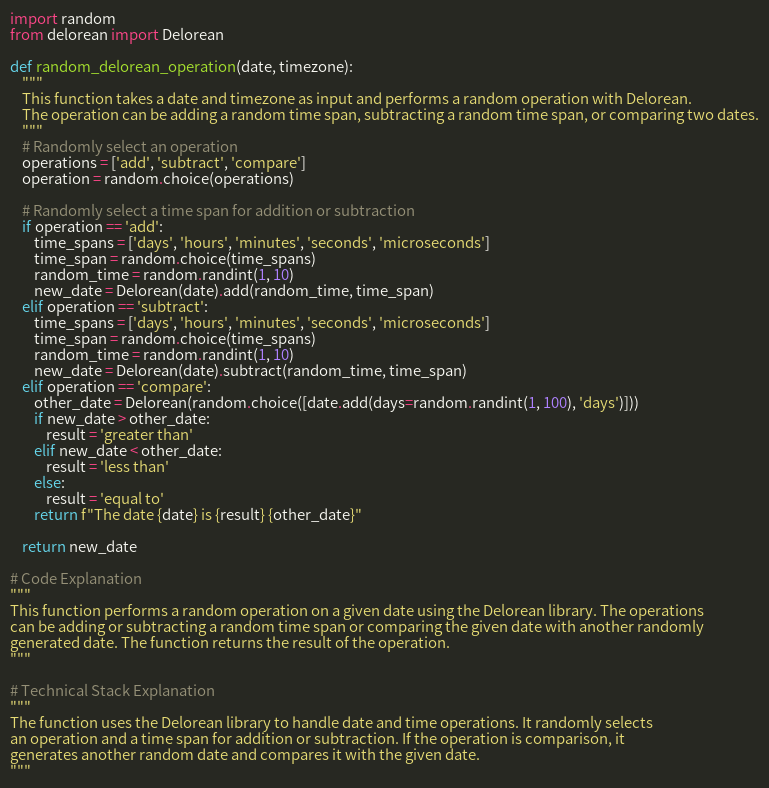 import random
from delorean import Delorean

def random_delorean_operation(date, timezone):
    """
    This function takes a date and timezone as input and performs a random operation with Delorean.
    The operation can be adding a random time span, subtracting a random time span, or comparing two dates.
    """
    # Randomly select an operation
    operations = ['add', 'subtract', 'compare']
    operation = random.choice(operations)

    # Randomly select a time span for addition or subtraction
    if operation == 'add':
        time_spans = ['days', 'hours', 'minutes', 'seconds', 'microseconds']
        time_span = random.choice(time_spans)
        random_time = random.randint(1, 10)
        new_date = Delorean(date).add(random_time, time_span)
    elif operation == 'subtract':
        time_spans = ['days', 'hours', 'minutes', 'seconds', 'microseconds']
        time_span = random.choice(time_spans)
        random_time = random.randint(1, 10)
        new_date = Delorean(date).subtract(random_time, time_span)
    elif operation == 'compare':
        other_date = Delorean(random.choice([date.add(days=random.randint(1, 100), 'days')]))
        if new_date > other_date:
            result = 'greater than'
        elif new_date < other_date:
            result = 'less than'
        else:
            result = 'equal to'
        return f"The date {date} is {result} {other_date}"

    return new_date

# Code Explanation
"""
This function performs a random operation on a given date using the Delorean library. The operations
can be adding or subtracting a random time span or comparing the given date with another randomly
generated date. The function returns the result of the operation.
"""

# Technical Stack Explanation
"""
The function uses the Delorean library to handle date and time operations. It randomly selects
an operation and a time span for addition or subtraction. If the operation is comparison, it
generates another random date and compares it with the given date.
"""